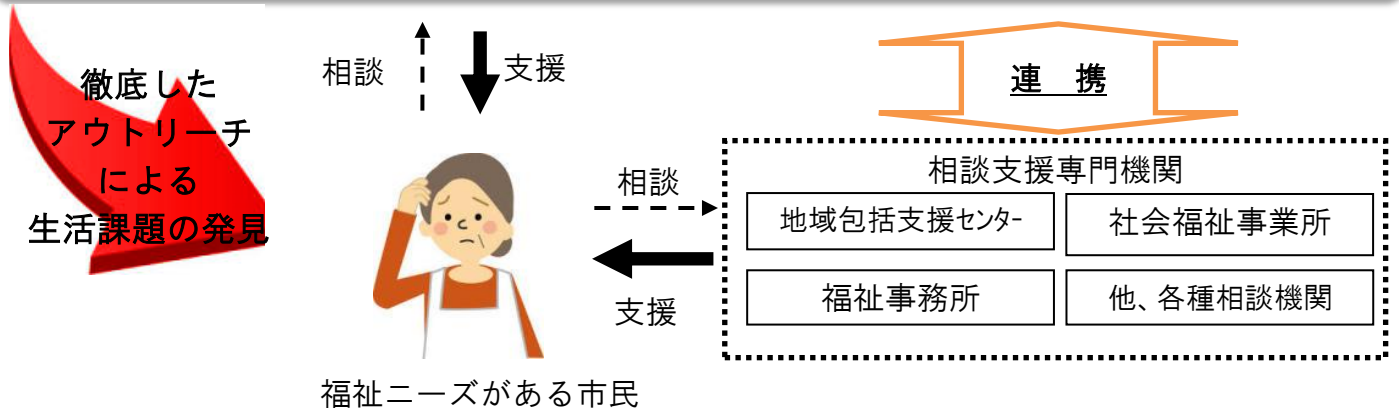 徹底した
アウトリーチ
による
生活課題の発見
相談
支援
連 携
相談
支援
相談支援専門機関
地域包括支援センター
社会福祉事業所
福祉事務所
他、各種相談機関
福祉ニーズがある市民